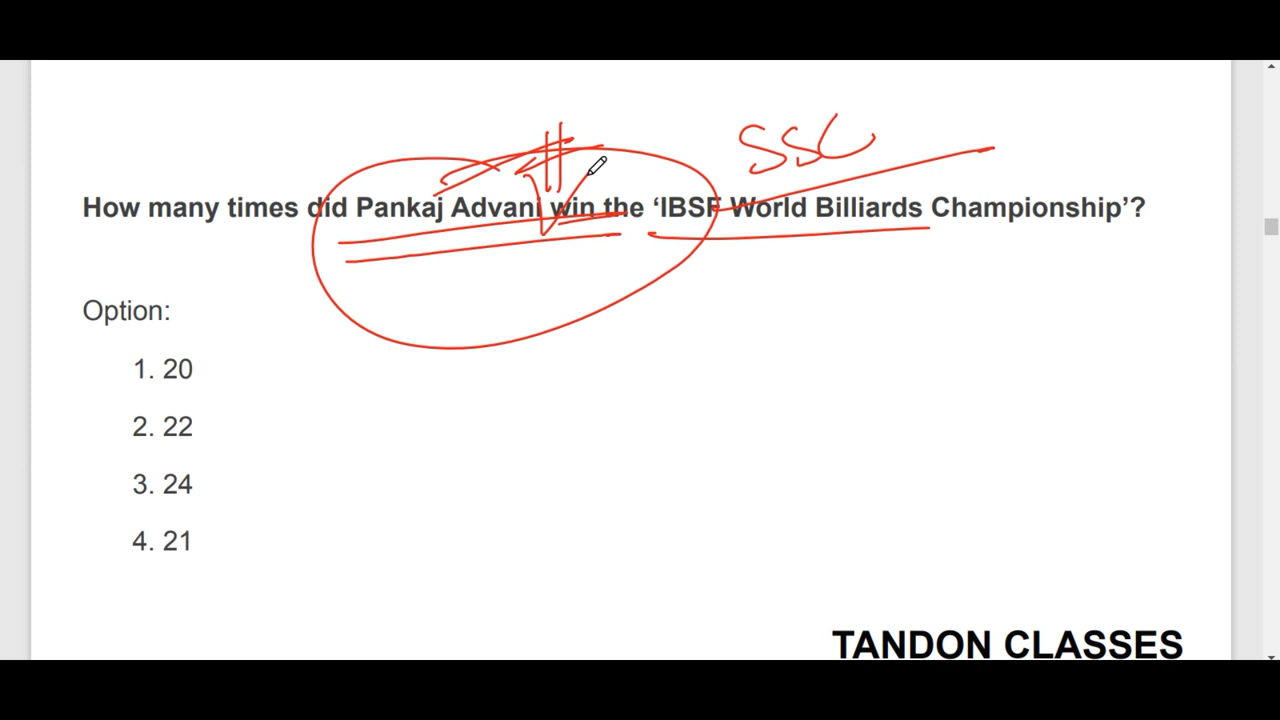 SSC
How many times did Pankaj Advani win the ‘IBSF World Billiards Championship’?
Option:
1. 20
2. 22
3. 24
4. 21
TANDON CLASSES